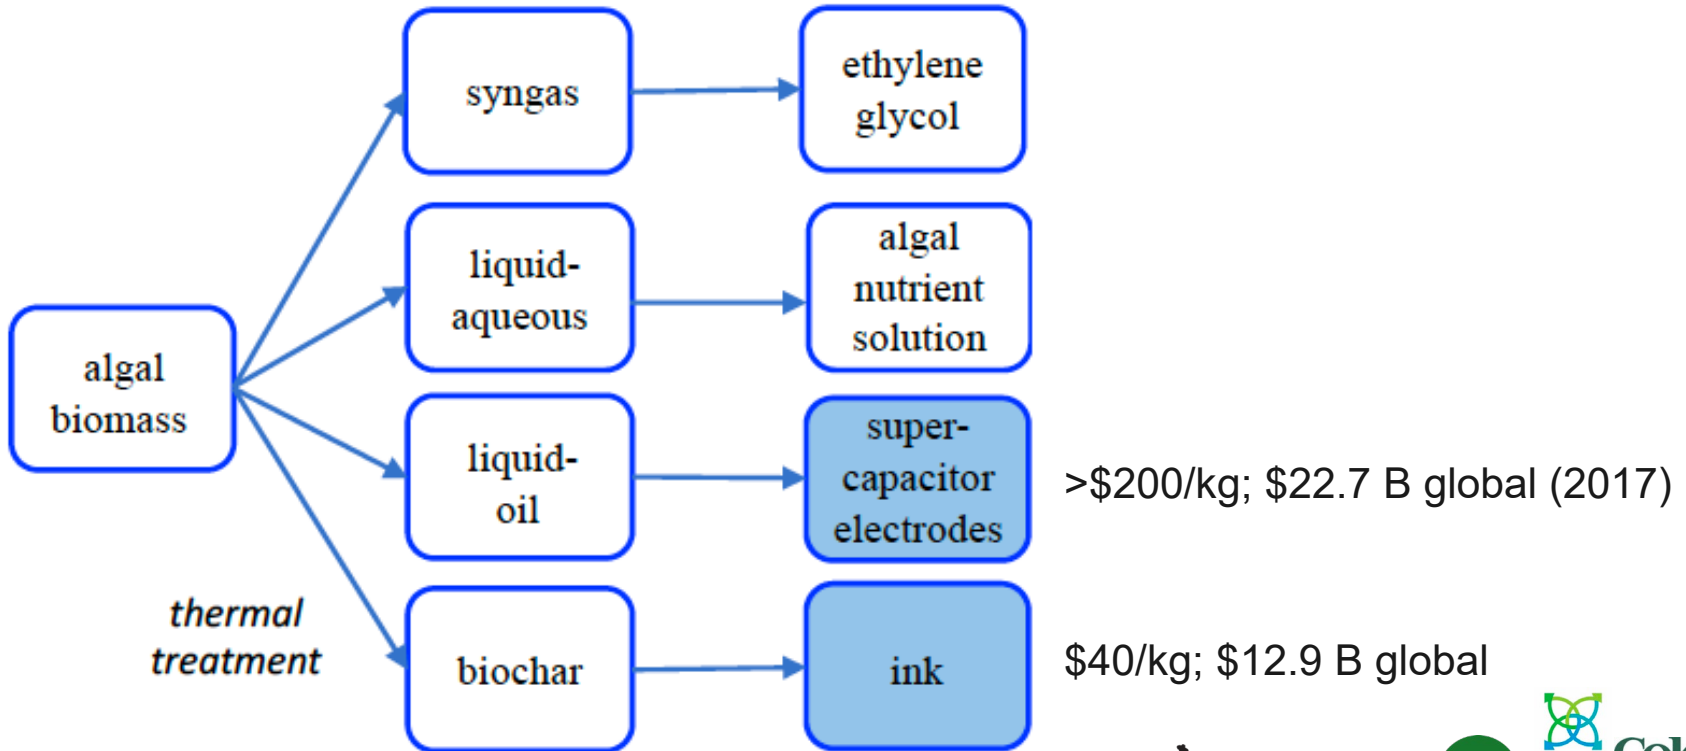 syngas
ethylene
glycol
liquid-
aqueous
algal
nutrient
solution
algal
biomass
liquid-
oil
super-
capacitor
electrodes
>$200/kg; $22.7 B global (2017)
thermal
treatment
biochar
ink
$40/kg; $12.9 B global